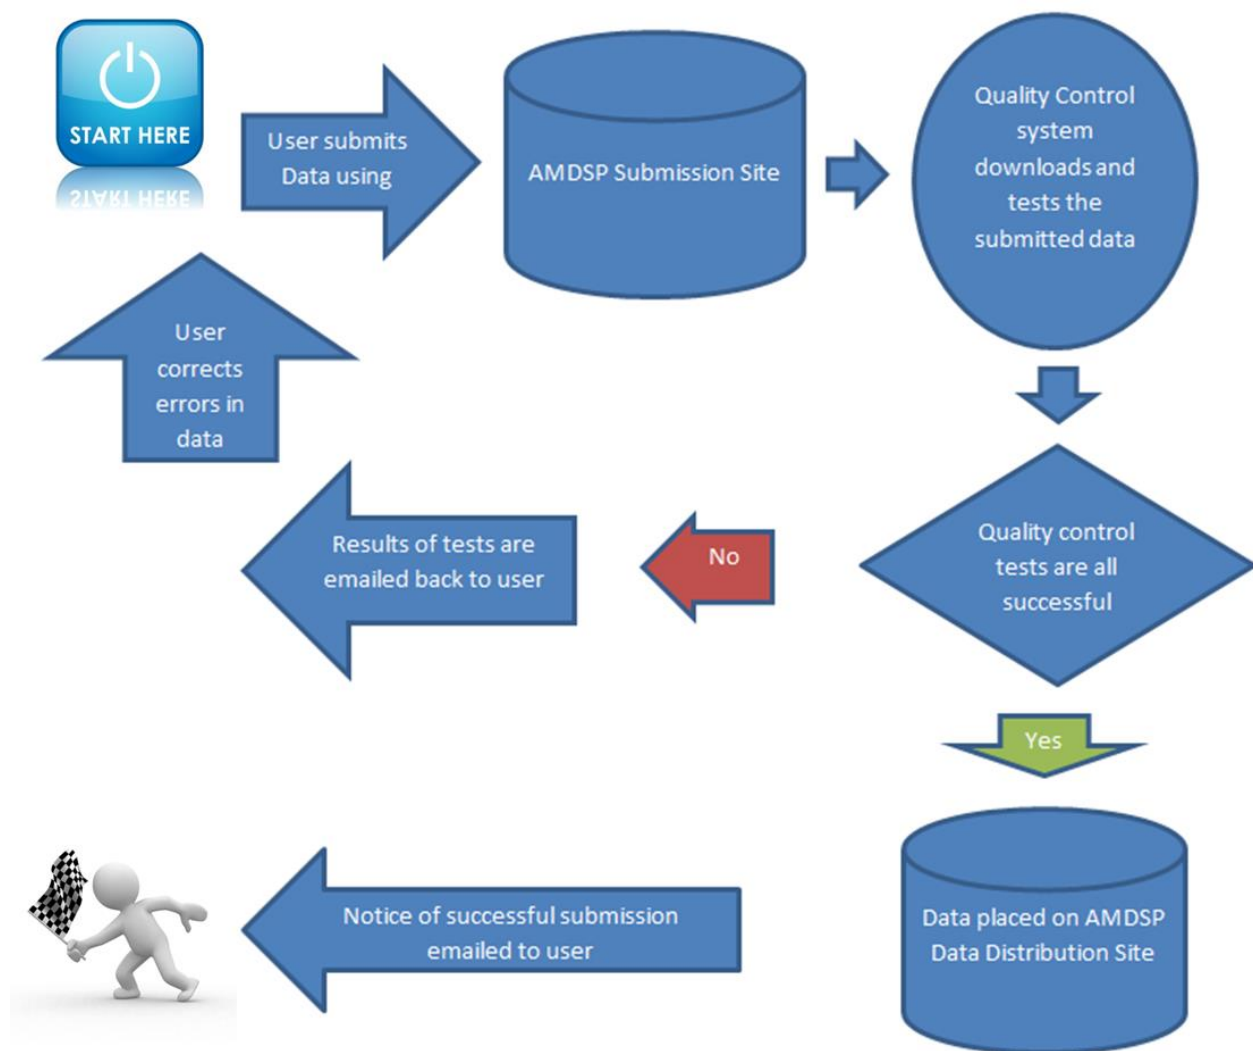 START HERE
START HERE
User submits
Data using
AMDSP Submission Site
Quality Control
system
downloads and
tests the
submitted data
User
corrects
errors in
data
Results of tests are
emailed back to user
No
Quality control
tests are all
successful
Yes
Notice of successful submission
emailed to user
Data placed on AMDSP
Data Distribution Site